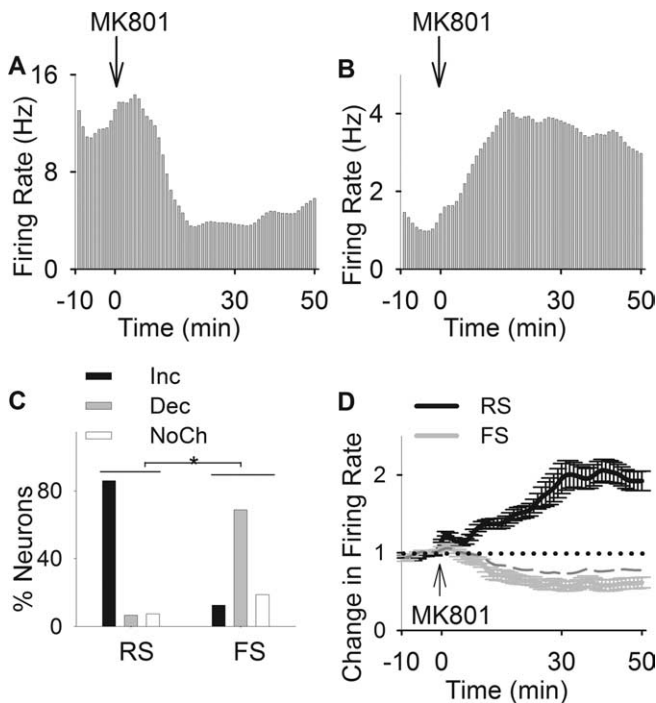 MK801
MK801
A
B
16
12
8
4
0
Firing Rate (Hz)
-10 0 30 50
Time (min)
4
2
0
Firing Rate (Hz)
-10 0 30 50
Time (min)
C
Inc
Dec
NoCh
*
80
40
0
% Neurons
RS FS
D
RS
FS
2
1
0
Change in Firing Rate
MK801
-10 0 30 50
Time (min)